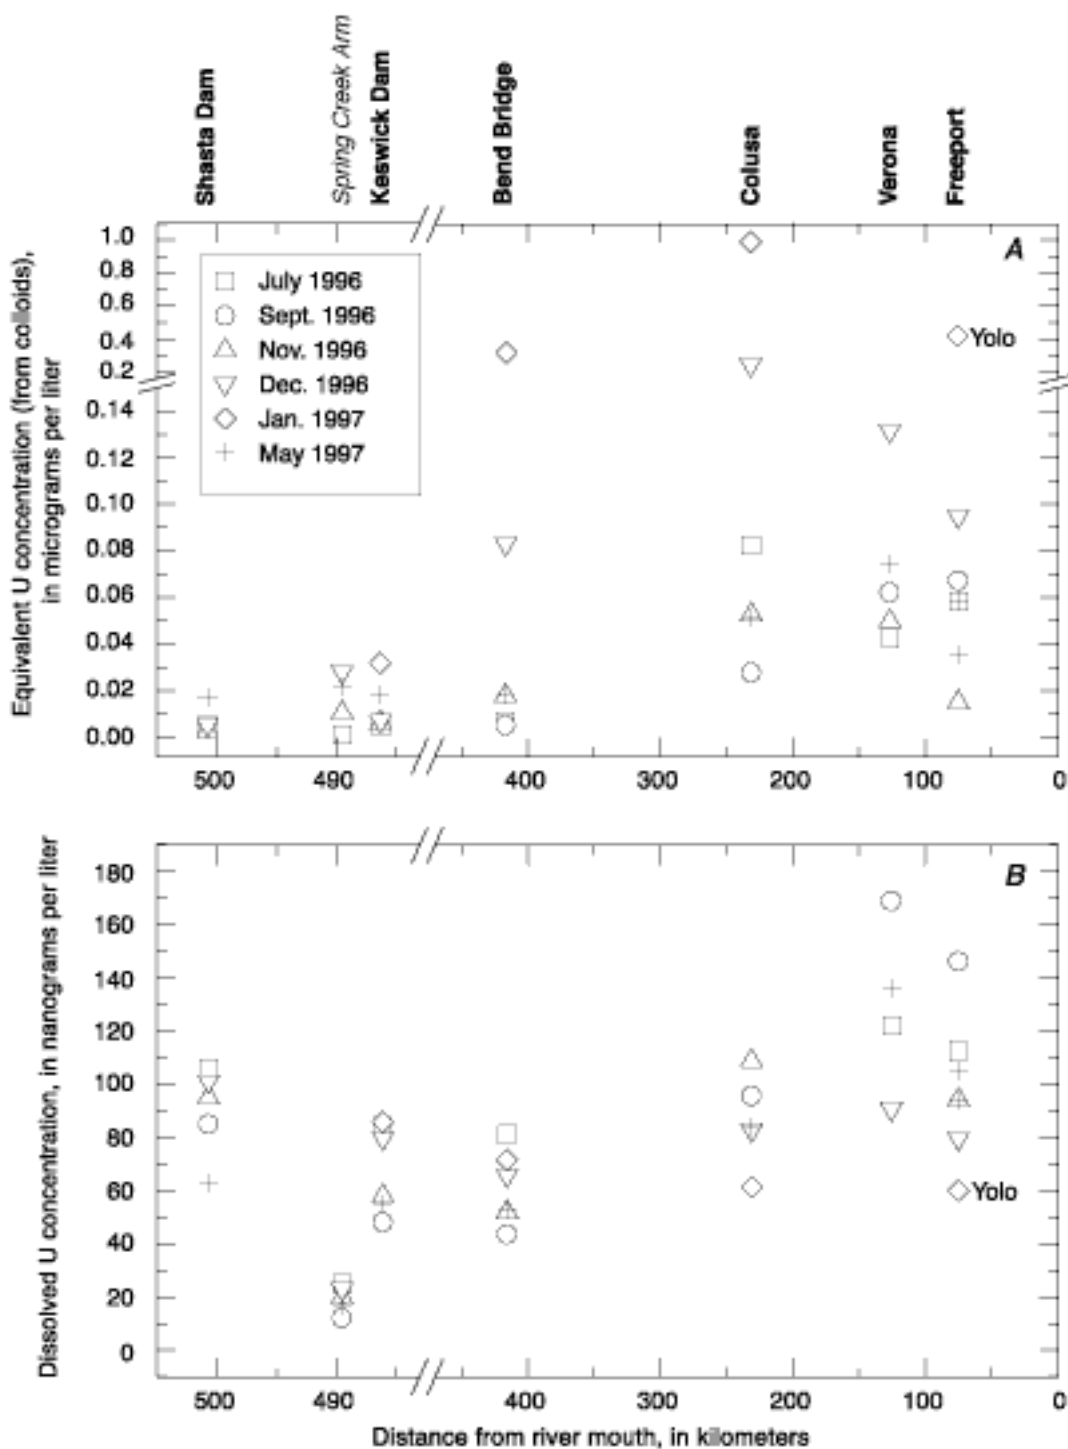 Shasta Dam
Spring Creek Arm
Keswick Dam
Bend Bridge
Colusa
Verona
Freeport
Equivalent U concentration (from colloids),
in micrograms per liter
1.0
0.8
0.6
0.4
0.2
0.14
0.12
0.10
0.08
0.06
0.04
0.02
0.00
A
July 1996
Sept. 1996
Nov. 1996
Dec. 1996
Jan. 1997
May 1997
Yolo
500 490 400 300 200 100 0
Dissolved U concentration, in nanograms per liter
180
160
140
120
100
80
60
40
20
0
B
Yolo
500 490 400 300 200 100 0
Distance from river mouth, in kilometers